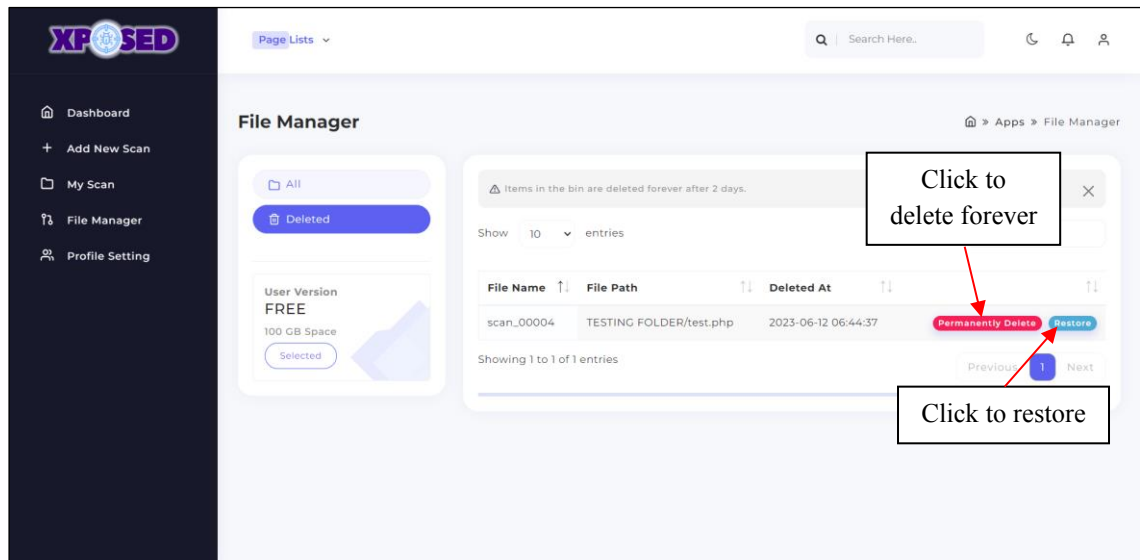 XPOSED
Page Lists
Search Here..
Dashboard
Add New Scan
My Scan
File Manager
Profile Setting
File Manager
» Apps » File Manager
All
Deleted
User Version
FREE
100 GB Space
Selected
Items in the bin are deleted forever after 2 days.
Show 10 entries
File Name File Path Deleted At
scan_00004 TESTING FOLDER/test.php 2023-06-12 06:44:37 Permanently Delete Restore
Showing 1 to 1 of 1 entries
Previous 1 Next
Click to
delete forever
Click to restore